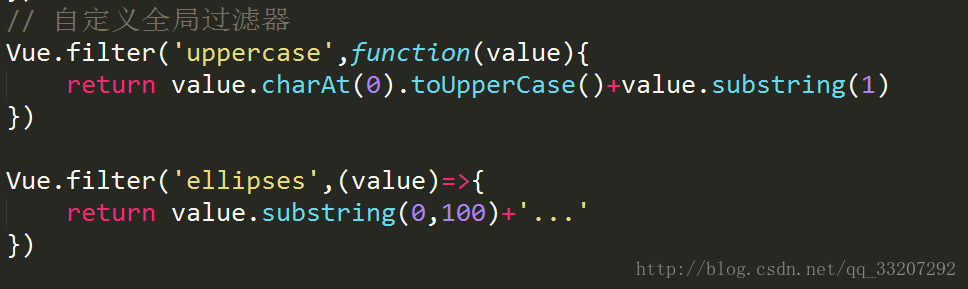 // 自定义全局过滤器
Vue.filter('uppercase',function(value){
    return value.charAt(0).toUpperCase()+value.substring(1)
})
Vue.filter('ellipses',(value)=>{
    return value.substring(0,100)+'...'
})
http://blog.csdn.net/qq_33207292